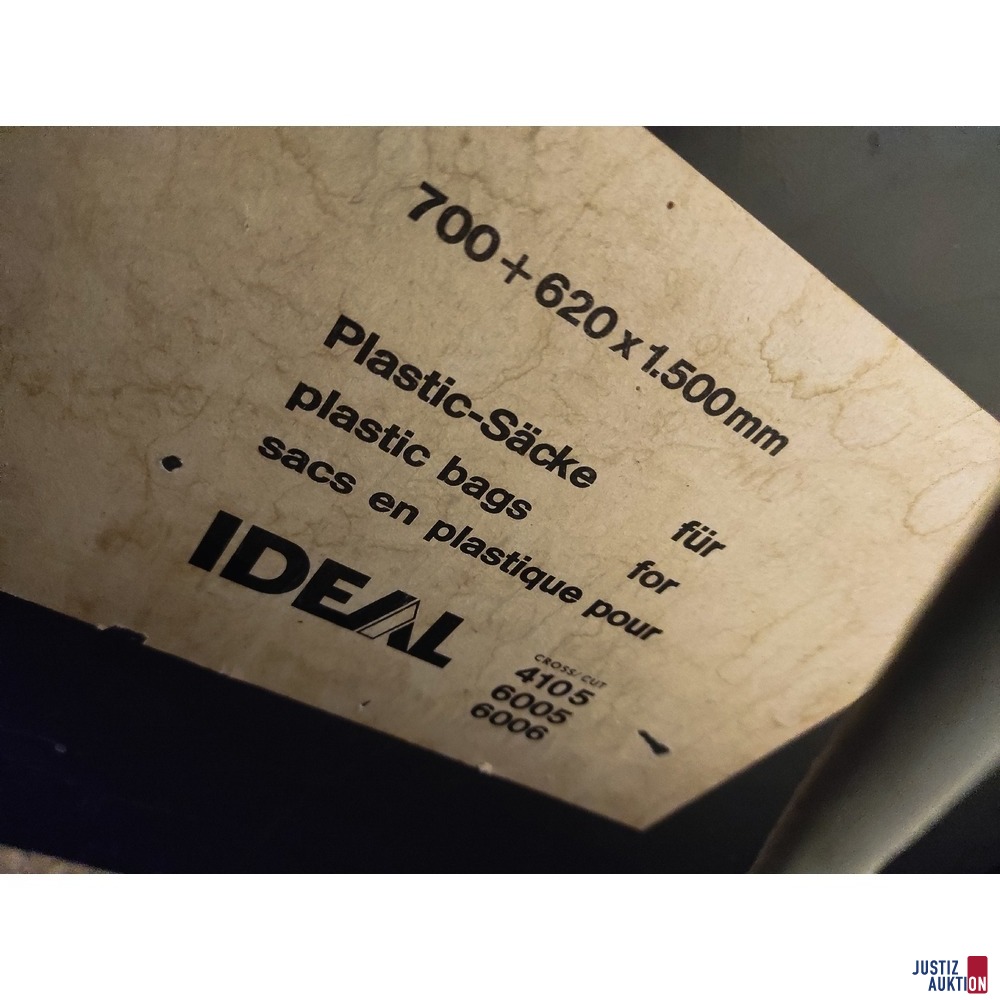 700+620x1.500mm
Plastic-Säcke für
plastic bags for
sacs en plastique pour
IDEAL
CROSS/CUT
4105
6005
6006
JUSTIZ
AUKTION